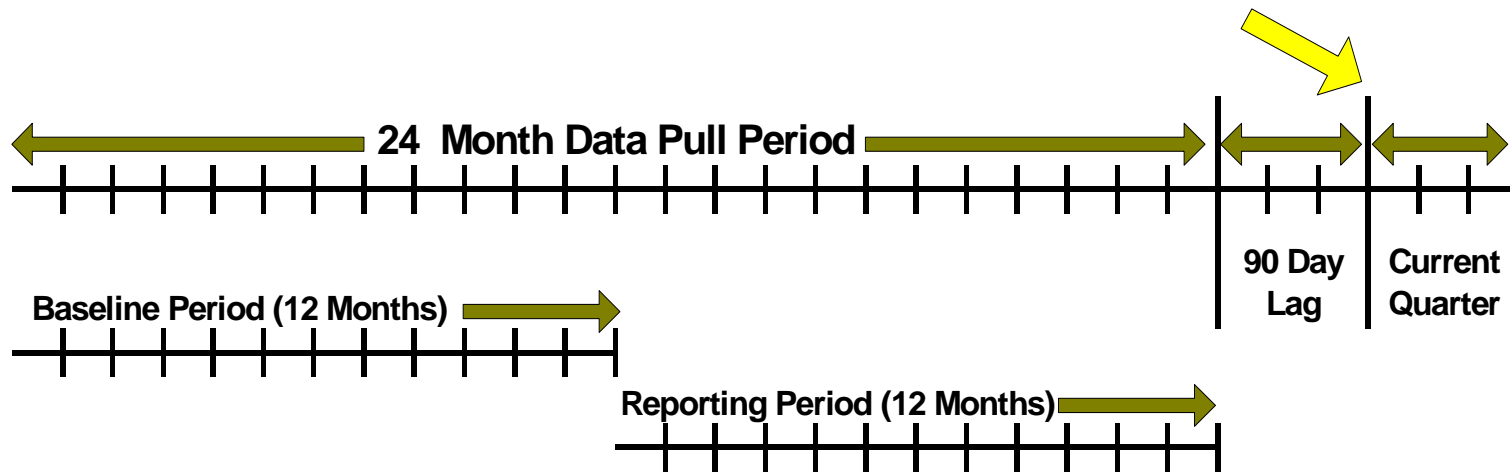 24 Month Data Pull Period
90 Day
Lag
Current
Quarter
Baseline Period (12 Months)
Reporting Period (12 Months)